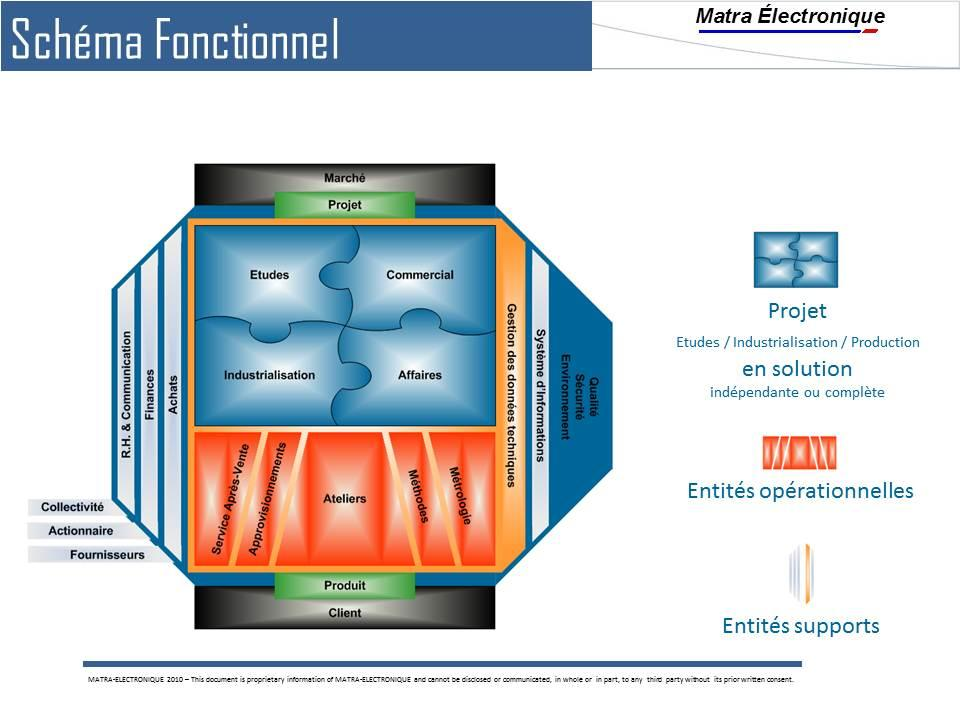 Schéma Fonctionnel
Matra Électronique
Marché
Projet
Etudes
Commercial
Industrialisation
Affaires
R.H. & Communication
Finances
Achats
Gestion des données techniques
Système d'Informations
Qualité
Sécurité
Environnement
Service Après-Vente
Approvisionnements
Ateliers
Méthodes
Métrologie
Collectivité
Actionnaire
Fournisseurs
Produit
Client
Projet
Etudes / Industrialisation / Production
en solution
indépendante ou complète
Entités opérationnelles
Entités supports
MATRA-ELECTRONIQUE 2010 – This document is proprietary information of MATRA-ELECTRONIQUE and cannot be disclosed or communicated, in whole or in part, to any third party without its prior written consent.